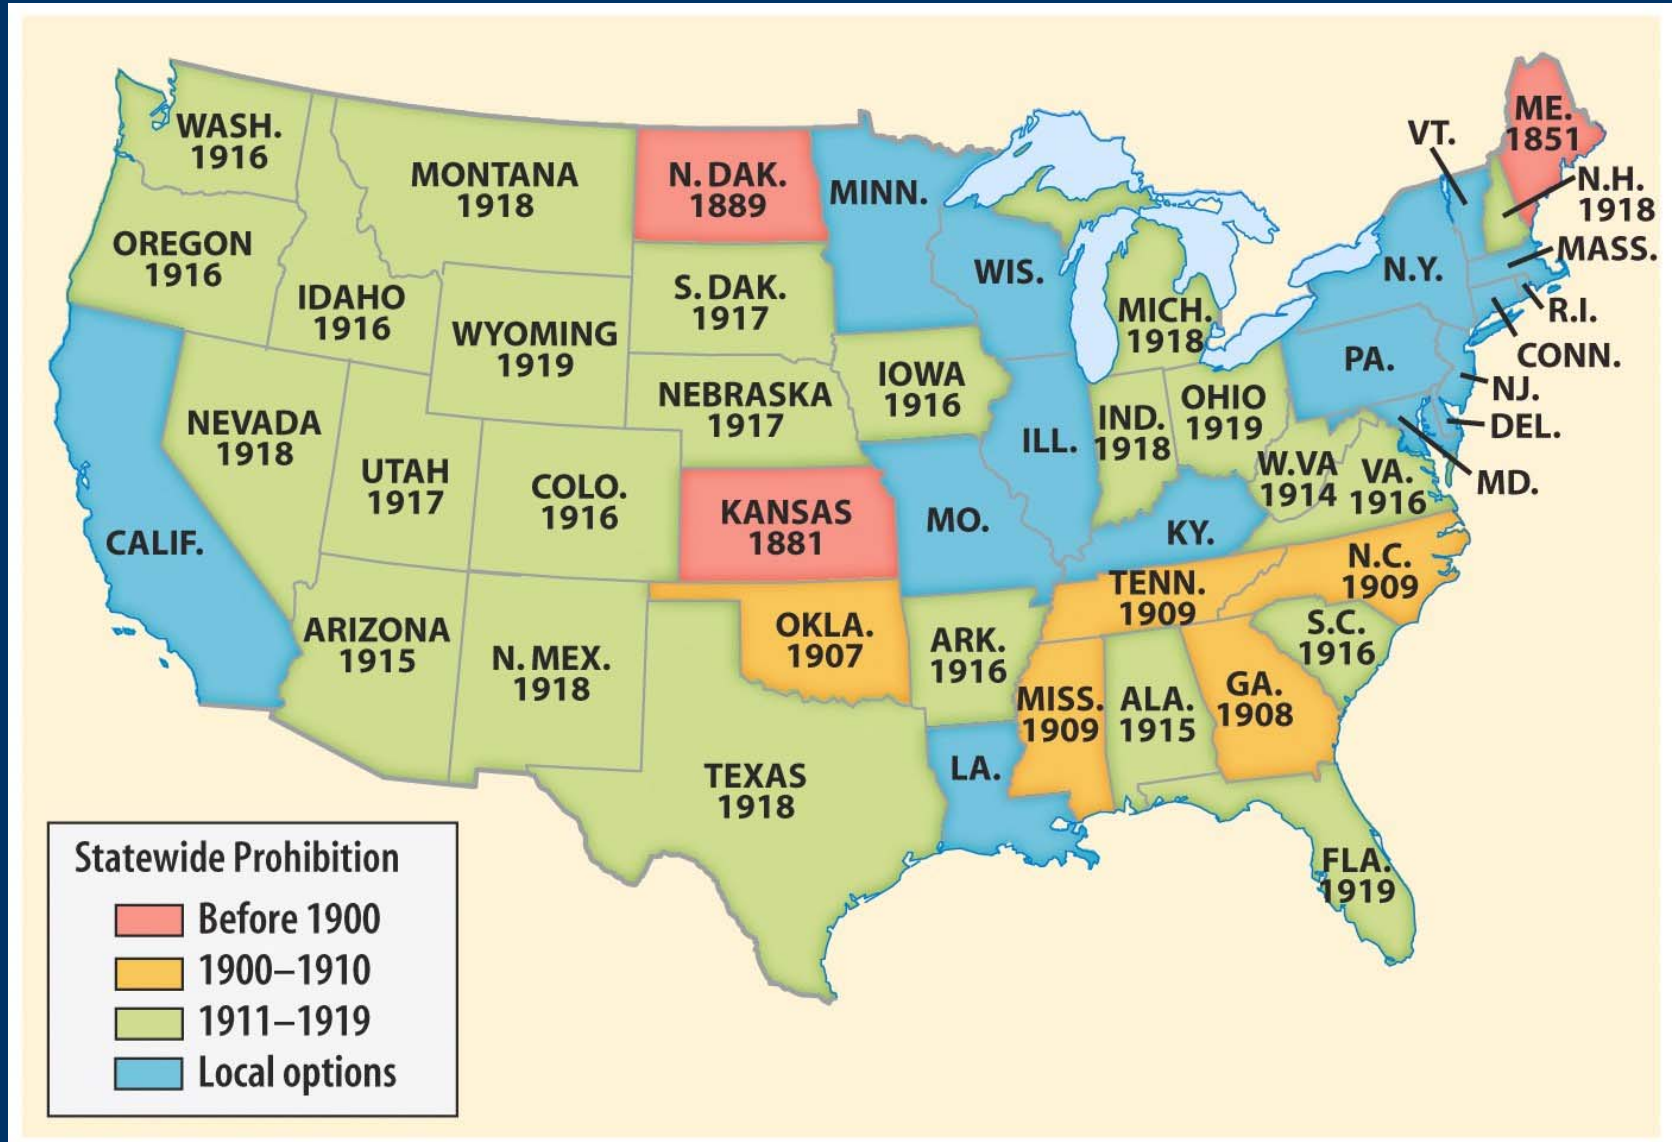 WASH.
1916
OREGON
1916
CALIF.
IDAHO
1916
NEVADA
1918
MONTANA
1918
WYOMING
1919
UTAH
1917
COLO.
1916
ARIZONA
1915
N. MEX.
1918
N. DAK.
1889
S. DAK.
1917
NEBRASKA
1917
KANSAS
1881
OKLA.
1907
TEXAS
1918
MINN.
IOWA
1916
MO.
ARK.
1916
LA.
WIS.
ILL.
MICH.
1918
IND.
1918
OHIO
1919
KY.
TENN.
1909
MISS.
1909
ALA.
1915
GA.
1908
FLA.
1919
S.C.
1916
N.C.
1909
W.VA
1914
VA.
1916
PA.
N.Y.
VT.
ME.
1851
N.H.
1918
MASS.
R.I.
CONN.
NJ.
DEL.
MD.
Statewide Prohibition
Before 1900
1900–1910
1911–1919
Local options